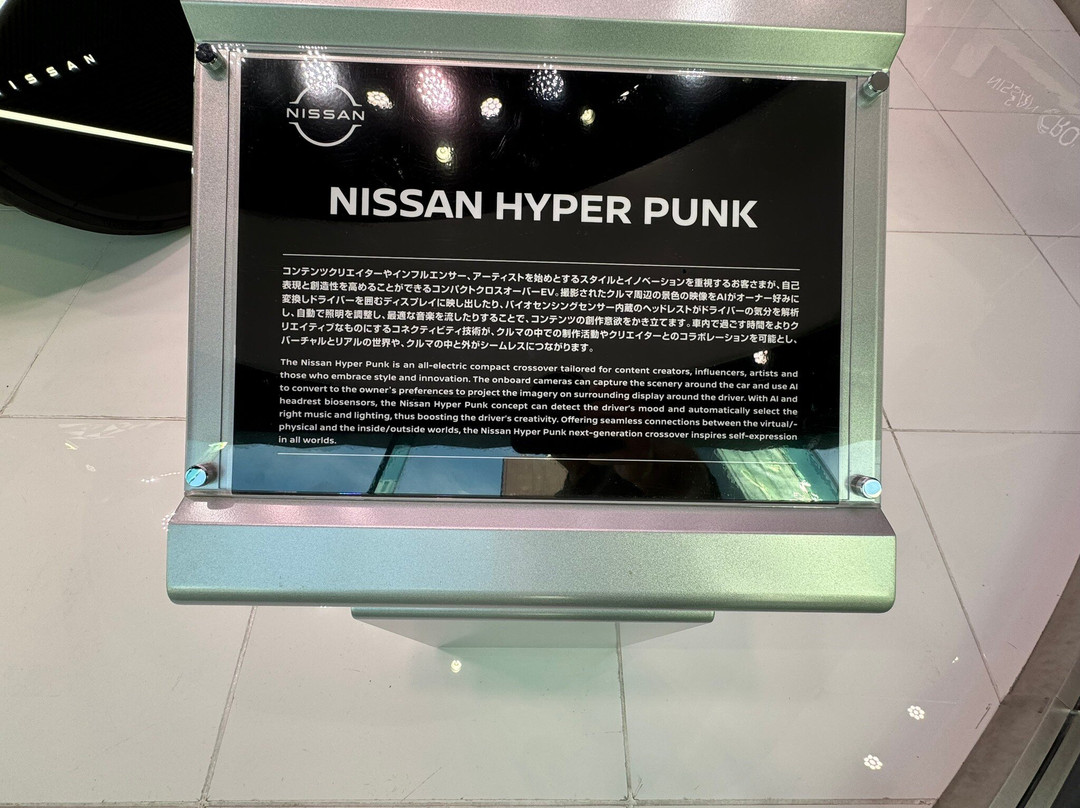 NISSAN
NISSAN
NISSAN HYPER PUNK
コンテンツクリエイターやインフルエンサー、アーティストを始めとするスタイルとイノベーションを重視するお客さまが、自己
表現と創造性を高めることができるコンパクトクロスオーバーEV。撮影されたクルマ周辺の景色の映像をAIがオーナー好みに
変換しドライバーを囲むディスプレイに映し出したり、バイオセンシングセンサー内蔵のヘッドレストがドライバーの気分を解析
し、自動で照明を調整し、最適な音楽を流したりすることで、コンテンツの創作意欲をかき立てます。車内で過ごす時間をよりク
リエイティブなものにするコネクティビティ技術が、クルマの中での制作活動やクリエイターとのコラボレーションを可能とし、
バーチャルとリアルの世界や、クルマの中と外がシームレスにつながります。
The Nissan Hyper Punk is an all-electric compact crossover tailored for content creators, influencers, artists and
those who embrace style and innovation. The onboard cameras can capture the scenery around the car and use AI
to convert to the owner's preferences to project the imagery on surrounding display around the driver. With AI and
headrest biosensors, the Nissan Hyper Punk concept can detect the driver's mood and automatically select the
right music and lighting, thus boosting the driver's creativity. Offering seamless connections between the virtual/-
physical and the inside/outside worlds, the Nissan Hyper Punk next-generation crossover inspires self-expression
in all worlds.